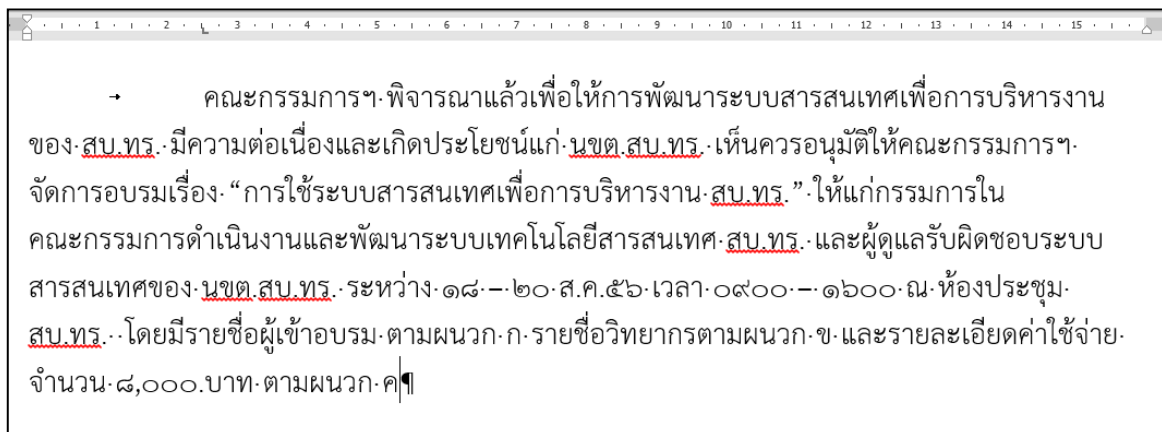 1 2 3 4 5 6 7 8 9 10 11 12 13 14 15
คณะกรรมการฯ พิจารณาแล้วเพื่อให้การพัฒนาระบบสารสนเทศเพื่อการบริหารงาน
ของ สบ.ทร. มีความต่อเนื่องและเกิดประโยชน์แก่ นขต.สบ.ทร. เห็นควรอนุมัติให้คณะกรรมการฯ
จัดการอบรมเรื่อง “การใช้ระบบสารสนเทศเพื่อการบริหารงาน สบ.ทร.” ให้แก่กรรมการใน
คณะกรรมการดำเนินงานและพัฒนาระบบเทคโนโลยีสารสนเทศ สบ.ทร. และผู้ดูแลรับผิดชอบระบบ
สารสนเทศของ นขต.สบ.ทร. ระหว่าง ๑๘ – ๒๐ ส.ค.๕๖ เวลา ๐๙๐๐ – ๑๖๐๐ ณ ห้องประชุม
สบ.ทร.  โดยมีรายชื่อผู้เข้าอบรม ตามผนวก ก รายชื่อวิทยากรตามผนวก ข และรายละเอียดค่าใช้จ่าย
จำนวน ๘,๐๐๐.บาท ตามผนวก ค